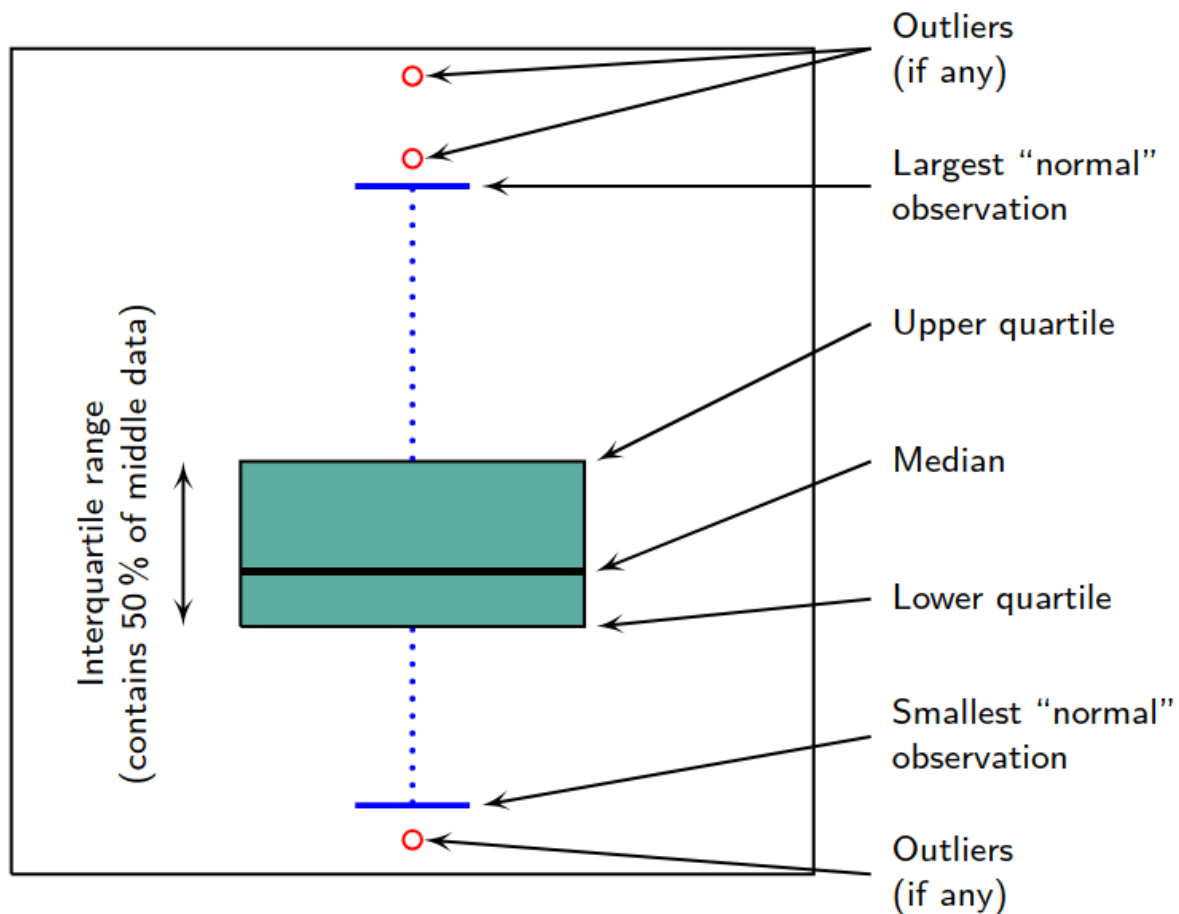 Outliers
(if any)
Largest “normal”
observation
Upper quartile
Median
Lower quartile
Smallest “normal”
observation
Outliers
(if any)
Interquartile range
(contains 50 % of middle data)